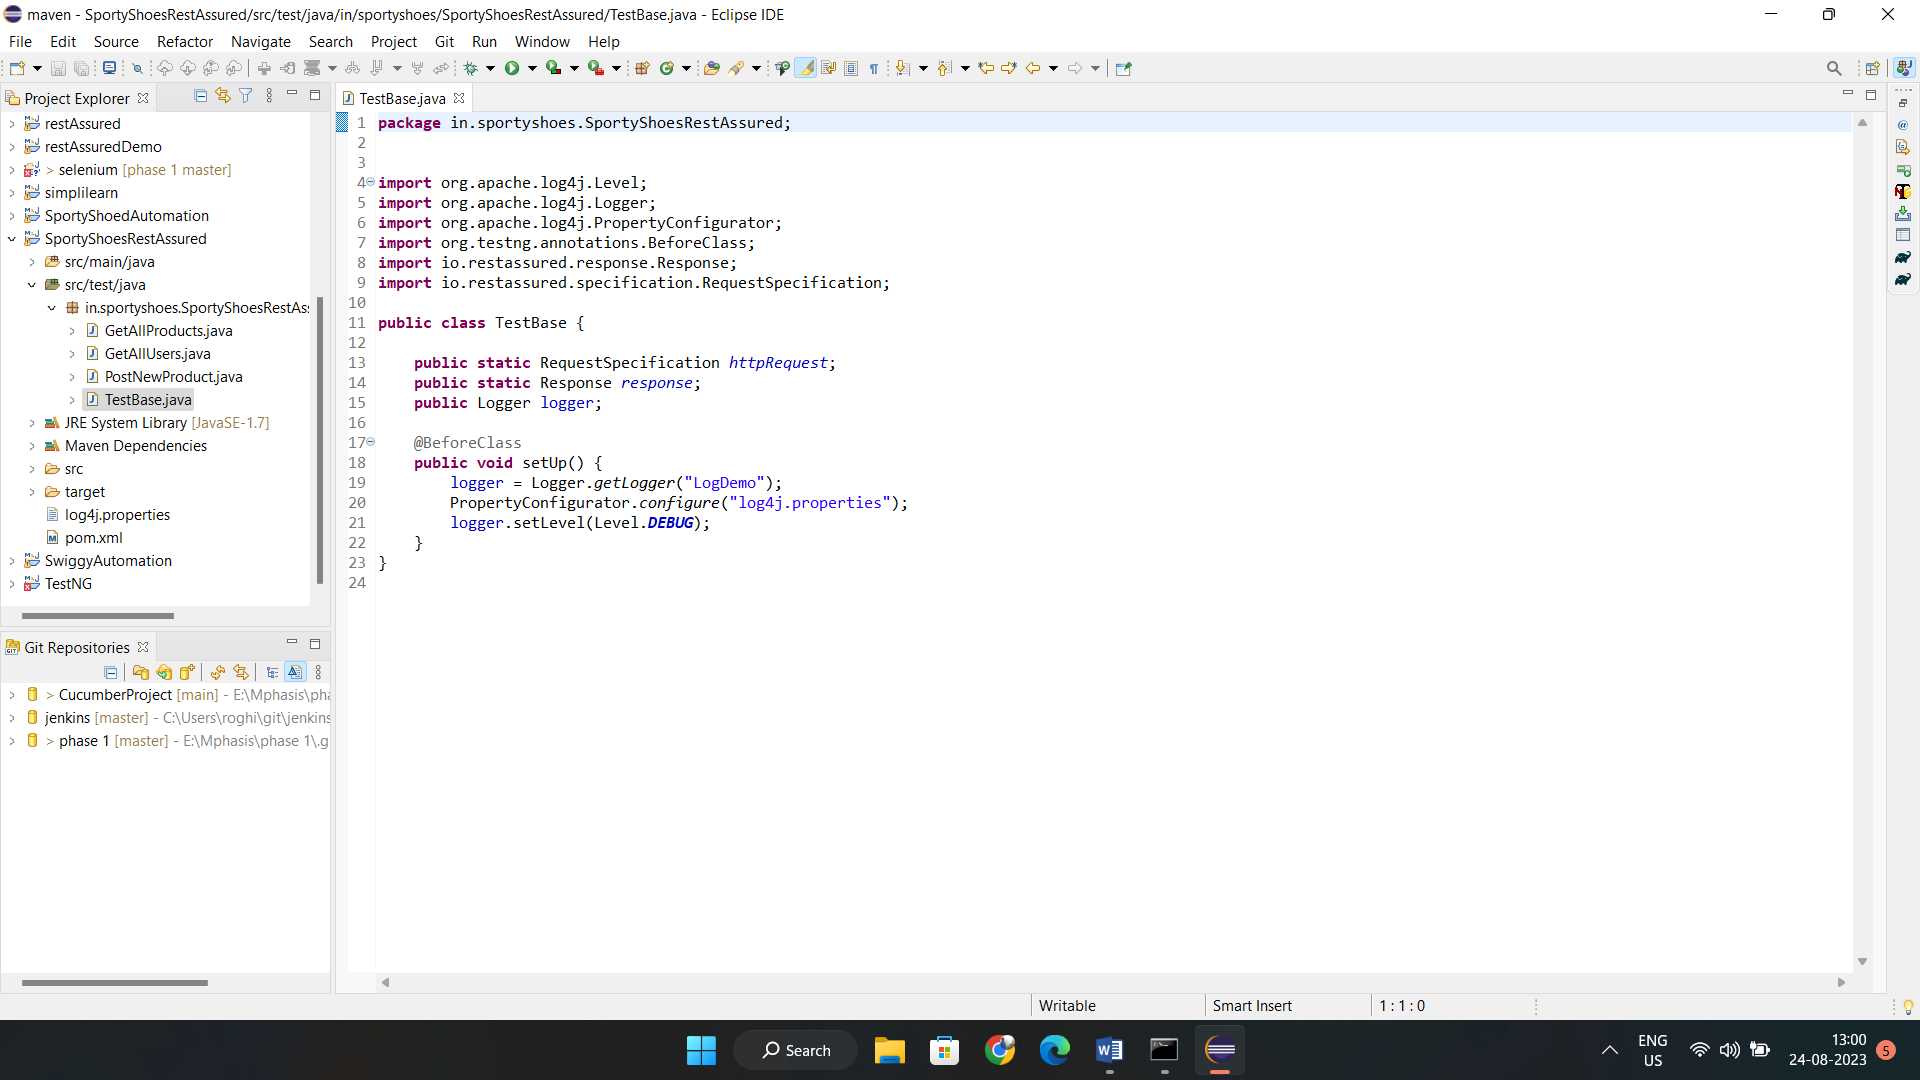 maven - SportyShoesRestAssured/src/test/java/in/sportyshoes/SportyShoesRestAssured/TestBase.java - Eclipse IDE
File Edit Source Refactor Navigate Search Project Git Run Window Help
Project Explorer
restAssured
restAssuredDemo
> selenium [phase 1 master]
simplilearn
SportyShoedAutomation
SportyShoesRestAssured
src/main/java
src/test/java
in.sportyshoes.SportyShoesRestAs
GetAllProducts.java
GetAllUsers.java
PostNewProduct.java
TestBase.java
JRE System Library [JavaSE-1.7]
Maven Dependencies
src
target
log4j.properties
pom.xml
SwiggyAutomation
TestNG
Git Repositories
> CucumberProject [main] - E:\Mphasis\pha
jenkins [master] - C:\Users\roghi\git\jenkins
> phase 1 [master] - E:\Mphasis\phase 1\.g
TestBase.java
1 package in.sportyshoes.SportyShoesRestAssured;
2
3
4 import org.apache.log4j.Level;
5 import org.apache.log4j.Logger;
6 import org.apache.log4j.PropertyConfigurator;
7 import org.testng.annotations.BeforeClass;
8 import io.restassured.response.Response;
9 import io.restassured.specification.RequestSpecification;
10
11 public class TestBase {
12
13     public static RequestSpecification httpRequest;
14     public static Response response;
15     public Logger logger;
16
17     @BeforeClass
18     public void setUp() {
19         logger = Logger.getLogger("LogDemo");
20         PropertyConfigurator.configure("log4j.properties");
21         logger.setLevel(Level.DEBUG);
22     }
23 }
24
Writable Smart Insert 1 : 1 : 0
Search
ENG
US
13:00
24-08-2023
5